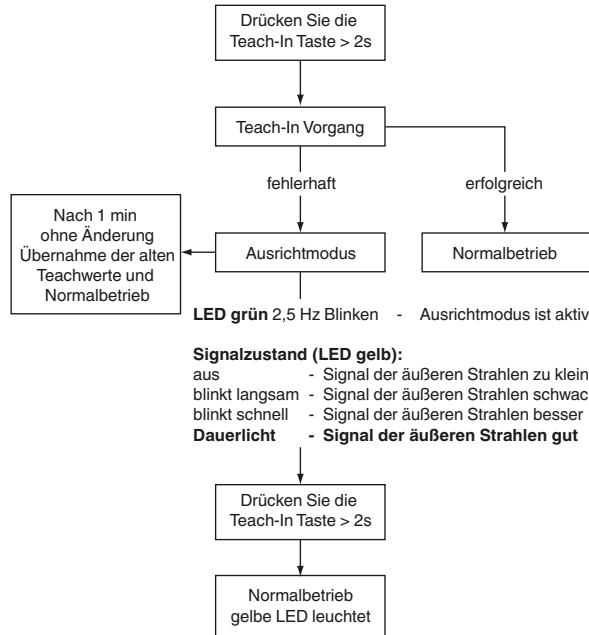 Drücken Sie die
Teach-In Taste > 2s
Teach-In Vorgang
fehlerhaft
erfolgreich
Nach 1 min
ohne Änderung
Übernahme der alten
Teachwerte und
Normalbetrieb
Ausrichtmodus
Normalbetrieb
LED grün 2,5 Hz Blinken - Ausrichtmodus ist aktiv
Signalzustand (LED gelb):
aus - Signal der äußeren Strahlen zu klein
blinkt langsam - Signal der äußeren Strahlen schwac
blinkt schnell - Signal der äußeren Strahlen besser
Dauerlicht - Signal der äußeren Strahlen gut
Drücken Sie die
Teach-In Taste > 2s
Normalbetrieb
gelbe LED leuchtet